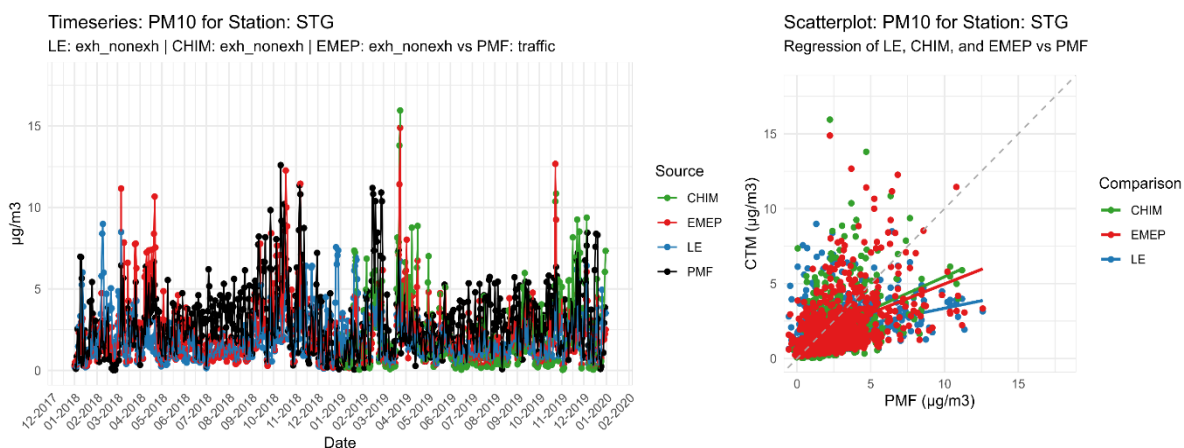 Timeseries: PM10 for Station: STG
LE: exh_nonexh | CHIM: exh_nonexh | EMEP: exh_nonexh vs PMF: traffic
µg/m3
15
10
5
0
12-2017
01-2018
02-2018
03-2018
04-2018
05-2018
06-2018
07-2018
08-2018
09-2018
10-2018
11-2018
12-2018
01-2019
02-2019
03-2019
04-2019
05-2019
06-2019
07-2019
08-2019
09-2019
10-2019
11-2019
12-2019
01-2020
02-2020
Date
Source
CHIM
EMEP
LE
PMF
Scatterplot: PM10 for Station: STG
Regression of LE, CHIM, and EMEP vs PMF
CTM (µg/m3)
15
10
5
0
0 5 10 15
PMF (µg/m3)
Comparison
CHIM
EMEP
LE